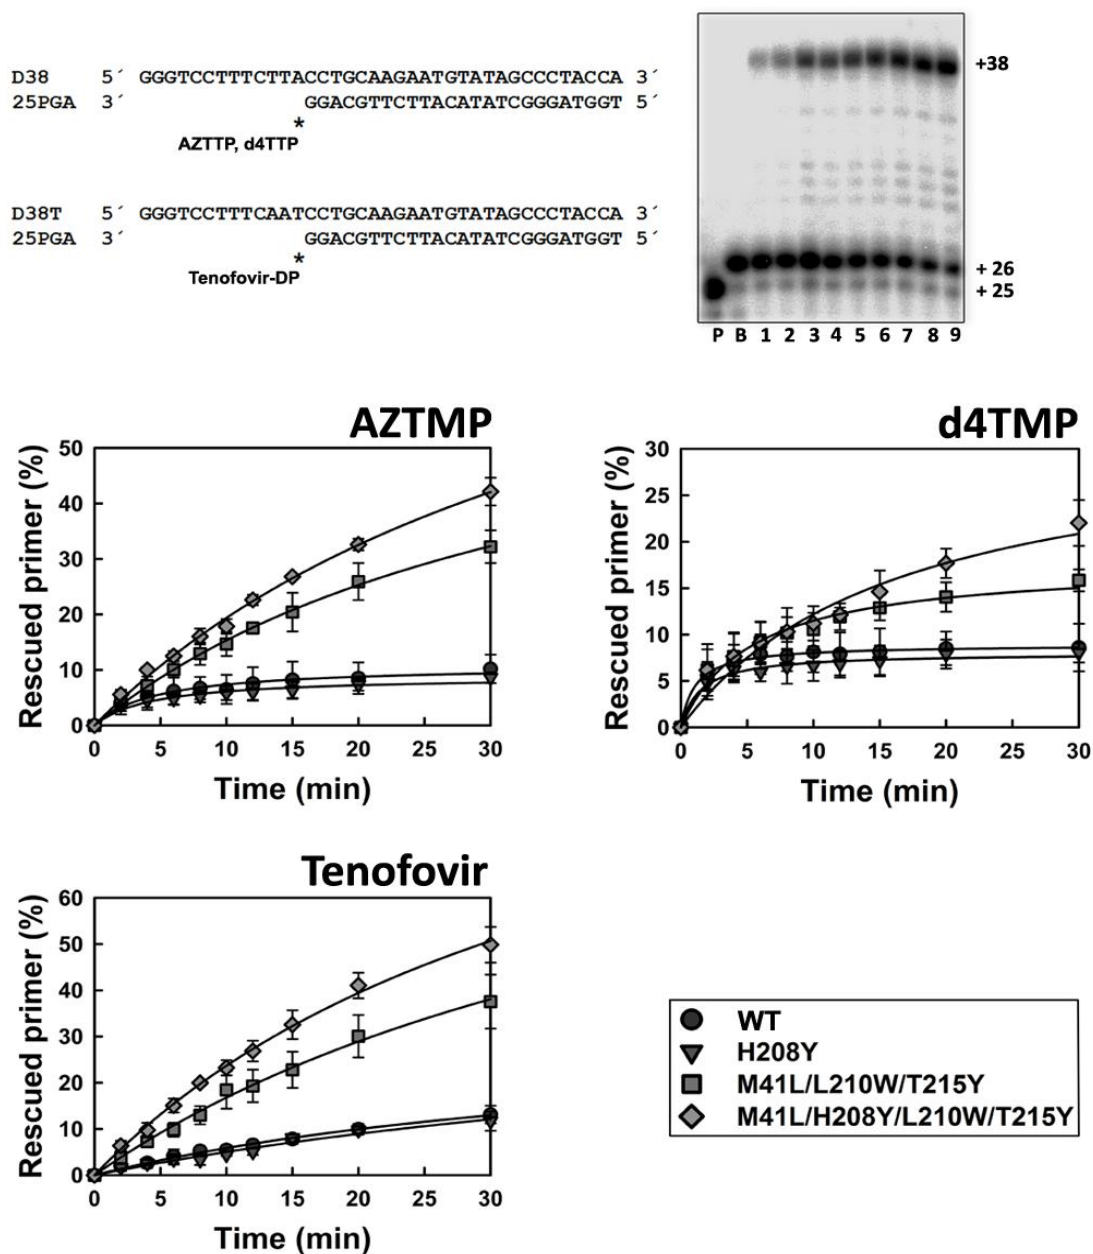 D38 5´ GGGTCCTTTCTTACCTGCAAGAATGTATAGCCCTACCA 3´
25PGA 3´ GGACGTTCTTACATATCGGGATGGT 5´
*
AZTTP, d4TTP
D38T 5´ GGGTCCTTTCAATCCTGCAAGAATGTATAGCCCTACCA 3´
25PGA 3´ GGACGTTCTTACATATCGGGATGGT 5´
*
Tenofovir-DP
+38
+ 26
+ 25
P B 1 2 3 4 5 6 7 8 9
AZTMP
Rescued primer (%)
50
40
30
20
10
0
0 5 10 15 20 25 30
Time (min)
d4TMP
Rescued primer (%)
30
25
20
15
10
5
0
0 5 10 15 20 25 30
Time (min)
Tenofovir
Rescued primer (%)
60
50
40
30
20
10
0
0 5 10 15 20 25 30
Time (min)
WT
H208Y
M41L/L210W/T215Y
M41L/H208Y/L210W/T215Y